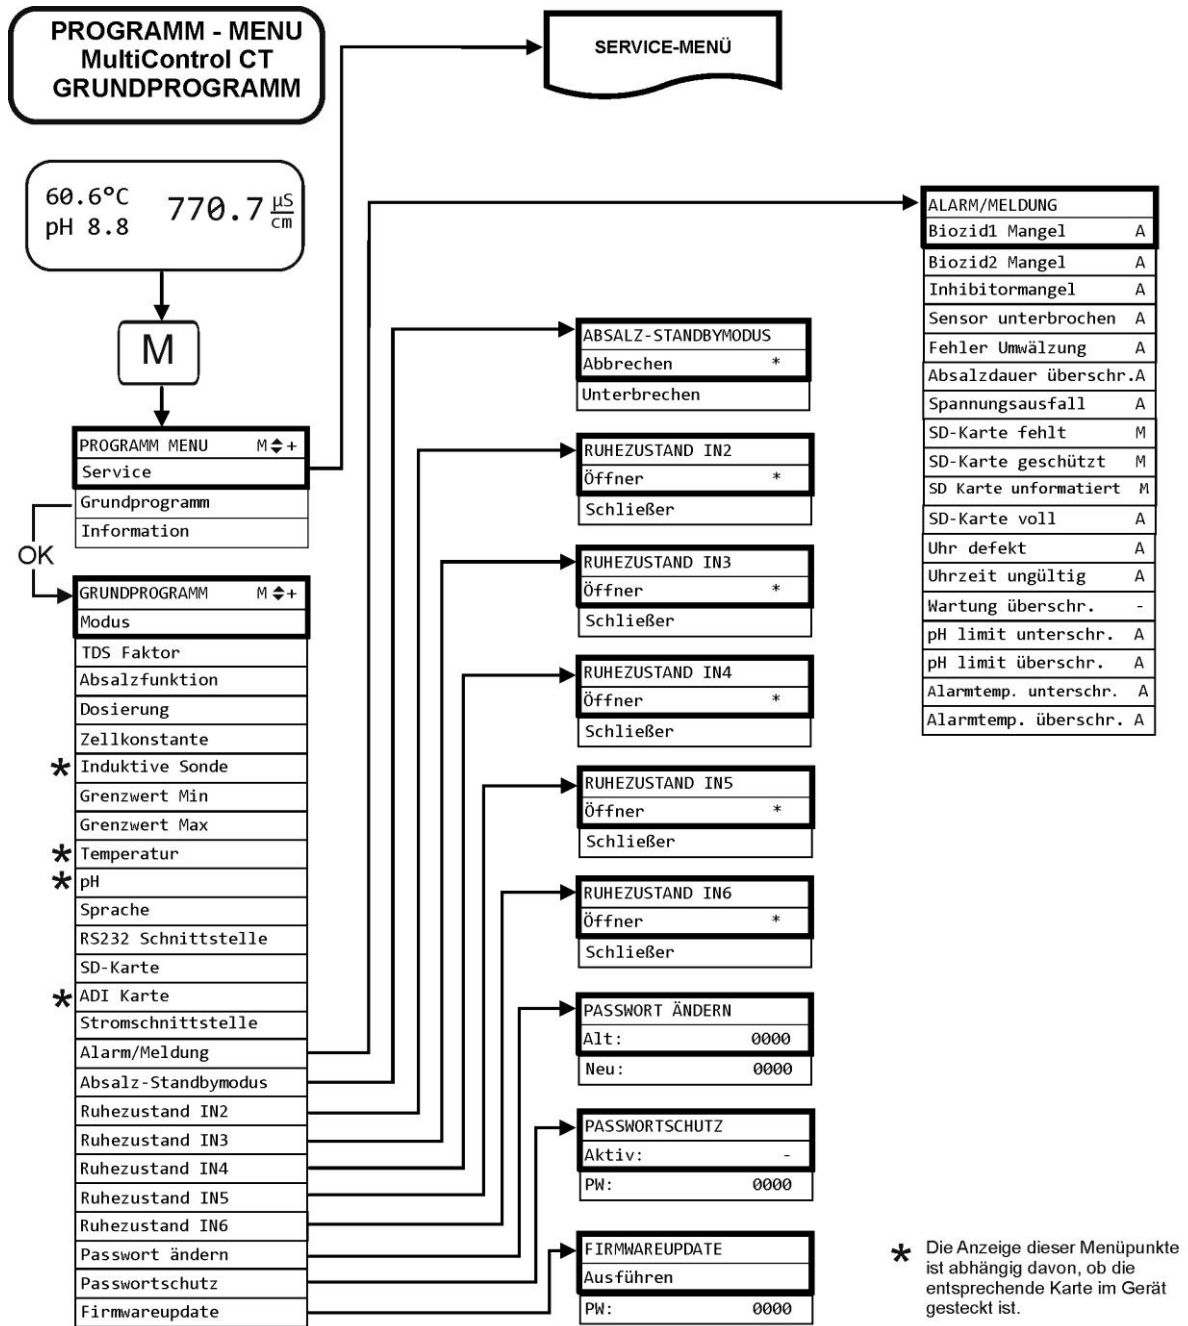 PROGRAMM - MENU
MultiControl CT
GRUNDPROGRAMM
SERVICE-MENÜ
60.6°C
pH 8.8
770.7 µS
cm
M
PROGRAMM MENU M +
Service
Grundprogramm
Information
OK
GRUNDPROGRAMM M +
Modus
TDS Faktor
Absalzfunktion
Dosierung
Zellkonstante
* Induktive Sonde
Grenzwert Min
Grenzwert Max
* Temperatur
* pH
Sprache
RS232 Schnittstelle
SD-Karte
* ADI Karte
Stromschnittstelle
Alarm/Meldung
Absalz-Standbymodus
Ruhezustand IN2
Ruhezustand IN3
Ruhezustand IN4
Ruhezustand IN5
Ruhezustand IN6
Passwort ändern
Passwortschutz
Firmwareupdate
ABSALZ-STANDBYMODUS
Abbrechen *
Unterbrechen
RUHEZUSTAND IN2
Öffner *
Schließer
RUHEZUSTAND IN3
Öffner *
Schließer
RUHEZUSTAND IN4
Öffner *
Schließer
RUHEZUSTAND IN5
Öffner *
Schließer
RUHEZUSTAND IN6
Öffner *
Schließer
PASSWORT ÄNDERN
Alt: 0000
Neu: 0000
PASSWORTSCHUTZ
Aktiv: -
PW: 0000
FIRMWAREUPDATE
Ausführen
PW: 0000
ALARM/MELDUNG
Biozid1 Mangel A
Biozid2 Mangel A
Inhibitormangel A
Sensor unterbrochen A
Fehler Umwälzung A
Absalzdauer überschr.A
Spannungsausfall A
SD-Karte fehlt M
SD-Karte geschützt M
SD Karte unformatiert M
SD-Karte voll A
Uhr defekt A
Uhrzeit ungültig A
Wartung überschr. -
pH limit unterschr. A
pH limit überschr. A
Alarmtemp. unterschr. A
Alarmtemp. überschr. A
* Die Anzeige dieser Menüpunkte
ist abhängig davon, ob die
entsprechende Karte im Gerät
gesteckt ist.